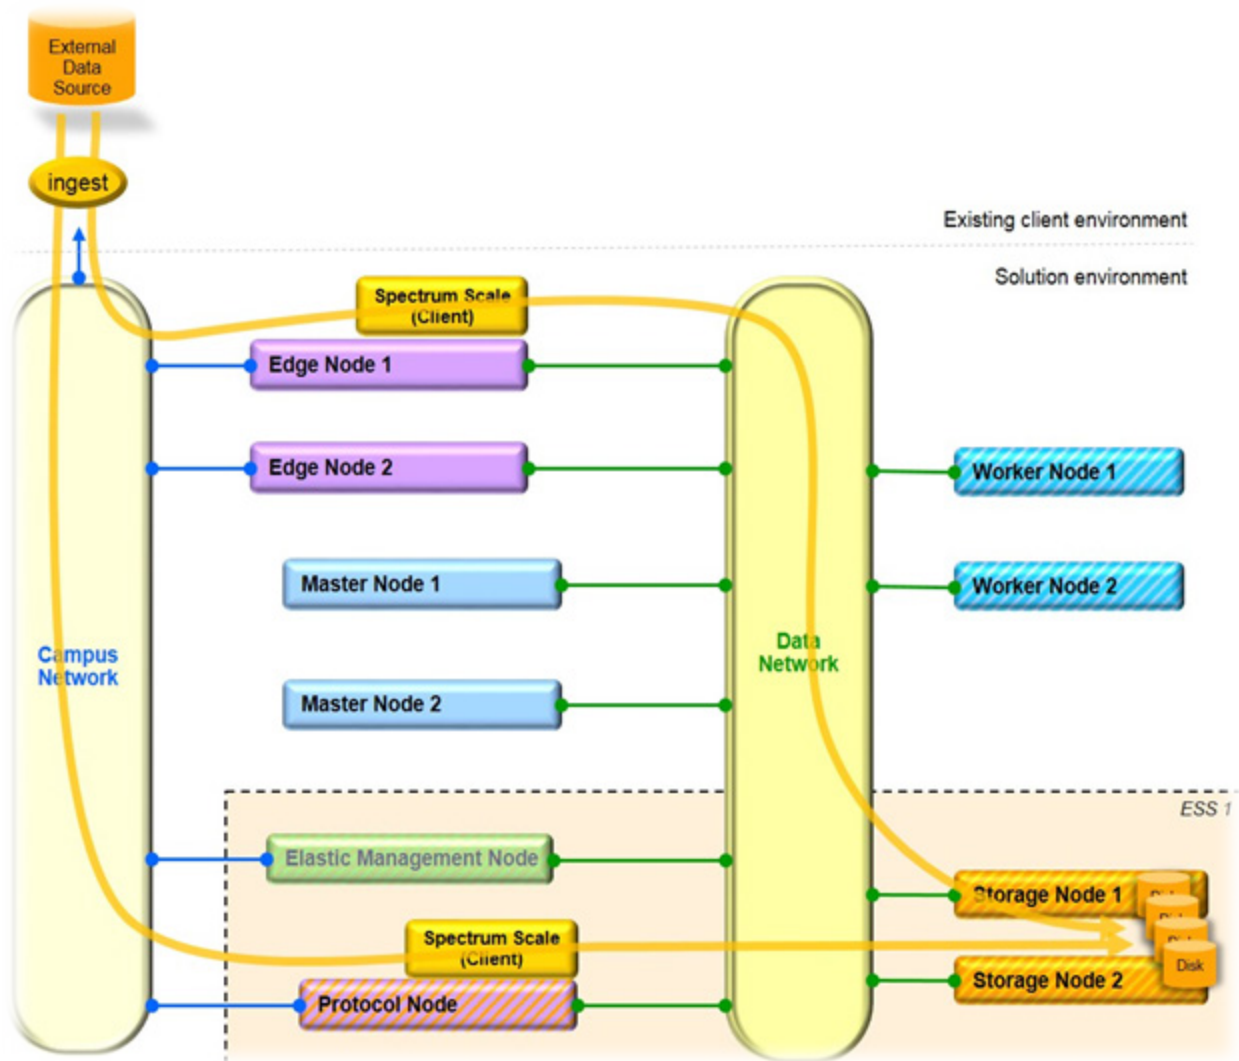 External
Data
Source
ingest
Existing client environment
Solution environment
Spectrum Scale
(Client)
Edge Node 1
Edge Node 2
Worker Node 1
Master Node 1
Worker Node 2
Campus
Network
Data
Network
Master Node 2
ESS 1
Elastic Management Node
Storage Node 1
Spectrum Scale
(Client)
Disk
Storage Node 2
Protocol Node